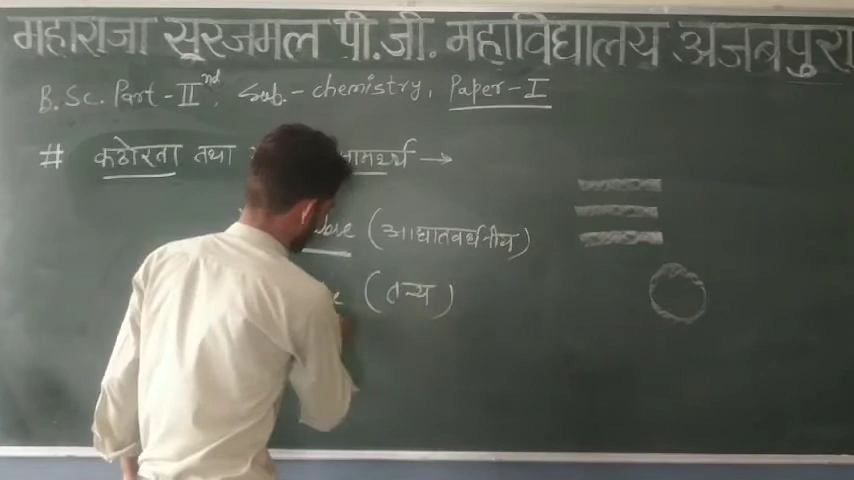 महाराजा सूरजमल पी.जी. महाविद्यालय अजबपुरा
B.Sc. Part-II nd, Sub.-chemistry, Paper-I
# कठोरता तथा →
(आघातवर्धनीय)
(तन्य)